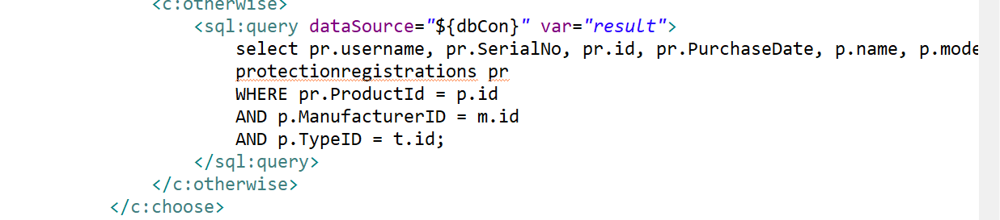 <c:otherwise>
<sql:query dataSource="${dbCon}" var="result">
select pr.username, pr.SerialNo, pr.id, pr.PurchaseDate, p.name, p.mode
protectionregistrations pr
WHERE pr.ProductId = p.id
AND p.ManufacturerID = m.id
AND p.TypeID = t.id;
</sql:query>
</c:otherwise>
</c:choose>